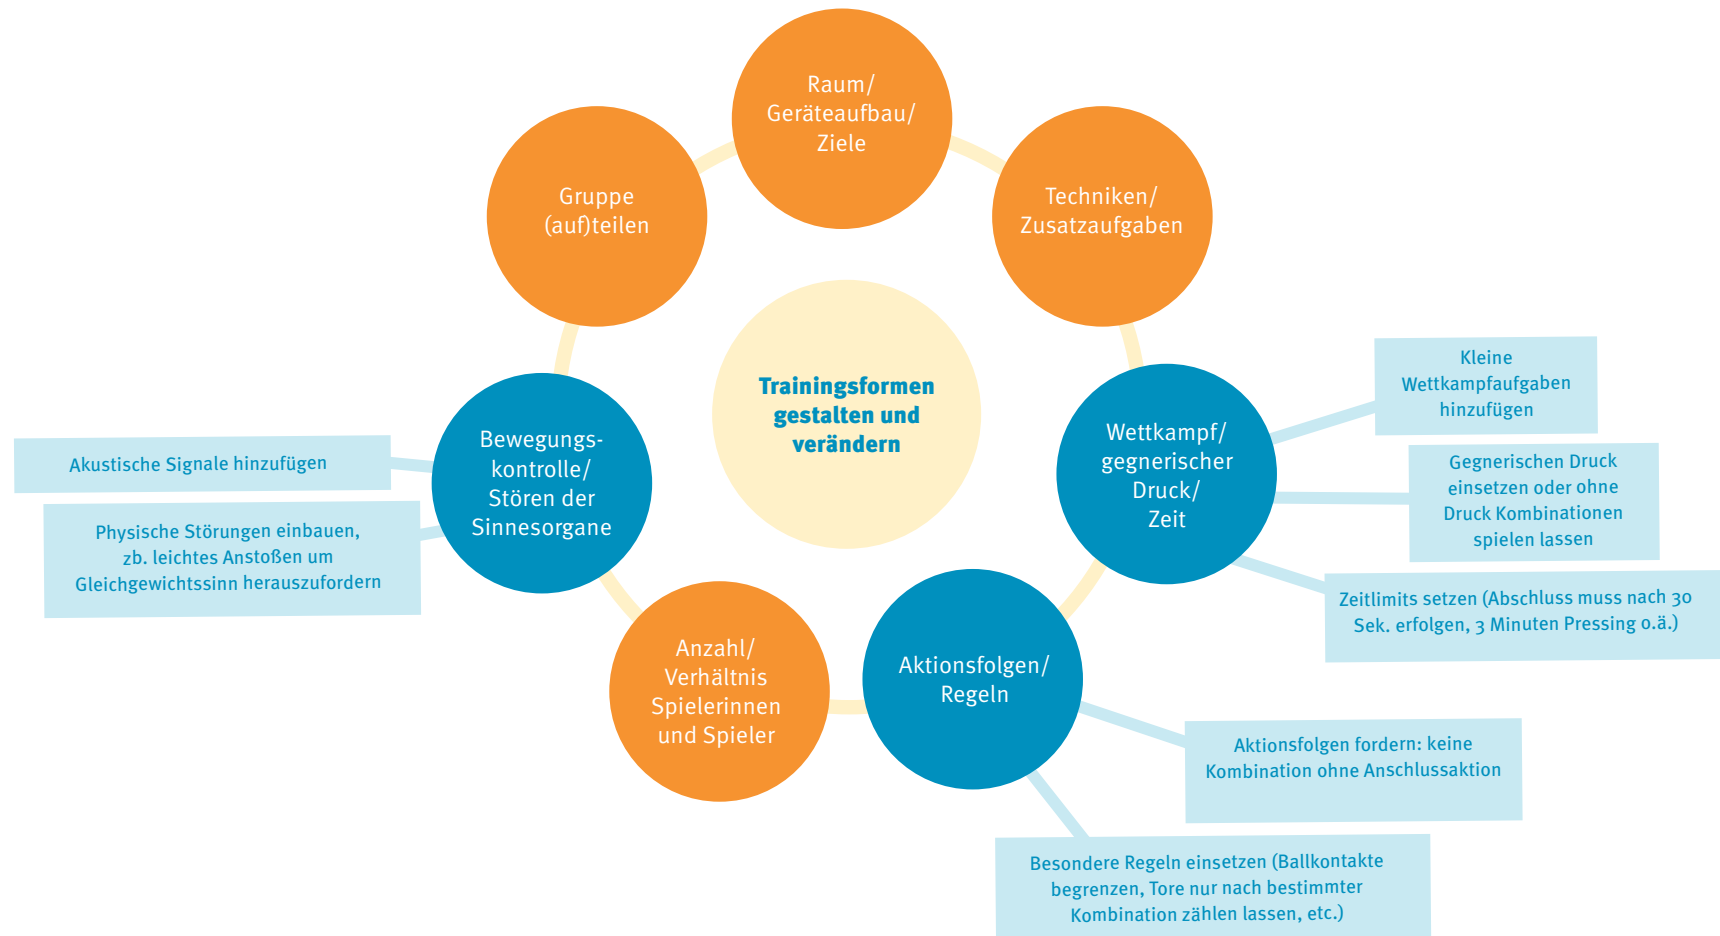 Raum/
Geräteaufbau/
Ziele
Gruppe
(auf)teilen
Techniken/
Zusatzaufgaben
Trainingsformen
gestalten und
verändern
Kleine
Wettkampfaufgaben
hinzufügen
Wettkampf/
gegnerischer
Druck/
Zeit
Gegnerischen Druck
einsetzen oder ohne
Druck Kombinationen
spielen lassen
Zeitlimits setzen (Abschluss muss nach 30
Sek. erfolgen, 3 Minuten Pressing o.ä.)
Bewegungs-
kontrolle/
Stören der
Sinnesorgane
Akustische Signale hinzufügen
Physische Störungen einbauen,
zb. leichtes Anstoßen um
Gleichgewichtssinn herauszufordern
Anzahl/
Verhältnis
Spielerinnen
und Spieler
Aktionsfolgen/
Regeln
Aktionsfolgen fordern: keine
Kombination ohne Anschlussaktion
Besondere Regeln einsetzen (Ballkontakte
begrenzen, Tore nur nach bestimmter
Kombination zählen lassen, etc.)